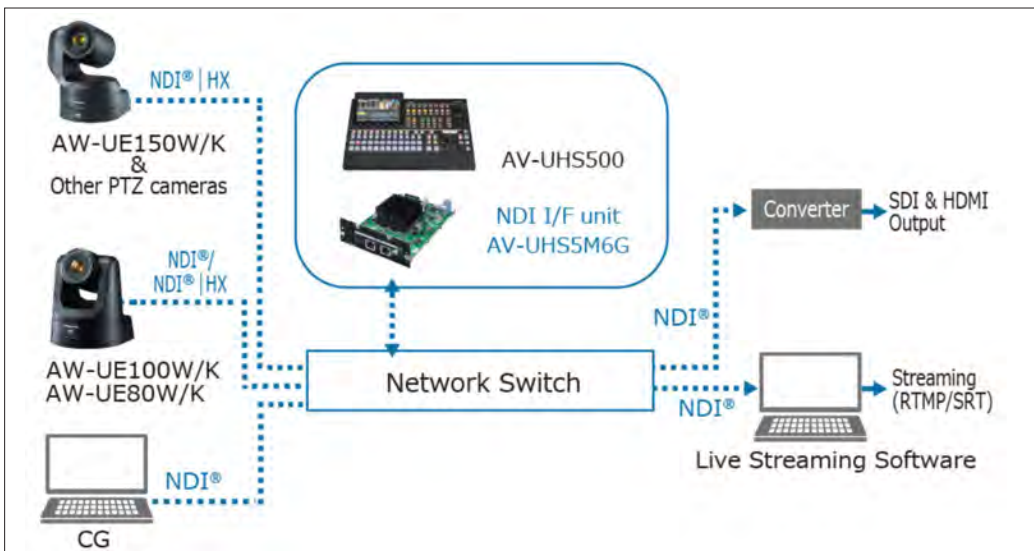 NDI® | HX
AW-UE150W/K
&
Other PTZ cameras
NDI®/
NDI® | HX
AW-UE100W/K
AW-UE80W/K
NDI®
CG
AV-UHS500
NDI I/F unit
AV-UHS5M6G
Network Switch
NDI®
Converter
SDI & HDMI
Output
NDI®
Streaming
(RTMP/SRT)
Live Streaming Software